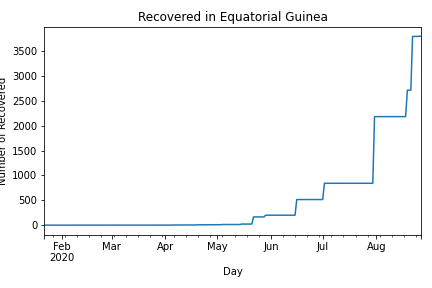 Recovered in Equatorial Guinea
Number of Recovered
3500
3000
2500
2000
1500
1000
500
0
Feb Mar Apr May Jun Jul Aug
2020
Day